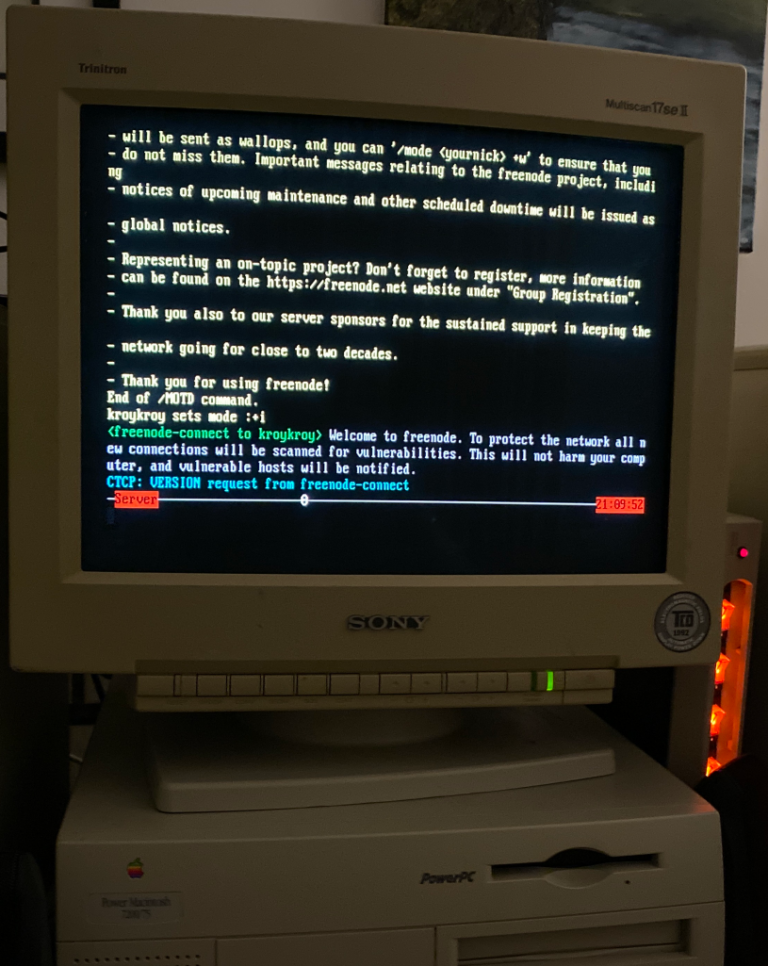 Trinitron
Multiscan17se II
- will be sent as wallops, and you can '/mode <yournick> +w' to ensure that you
- do not miss them. Important messages relating to the freenode project, includi
ng
- notices of upcoming maintenance and other scheduled downtime will be issued as
- global notices.
-
- Representing an on-topic project? Don't forget to register, more information
- can be found on the https://freenode.net website under "Group Registration".
-
- Thank you also to our server sponsors for the sustained support in keeping the
- network going for close to two decades.
-
- Thank you for using freenode!
End of /MOTD command.
kroykroy sets mode :+i
<freenode-connect to kroykroy> Welcome to freenode. To protect the network all n
ew connections will be scanned for vulnerabilities. This will not harm your comp
uter, and vulnerable hosts will be notified.
CTCP: VERSION request from freenode-connect
Server 0 21:09:52
SONY
TCO
PowerPC
Power Macintosh